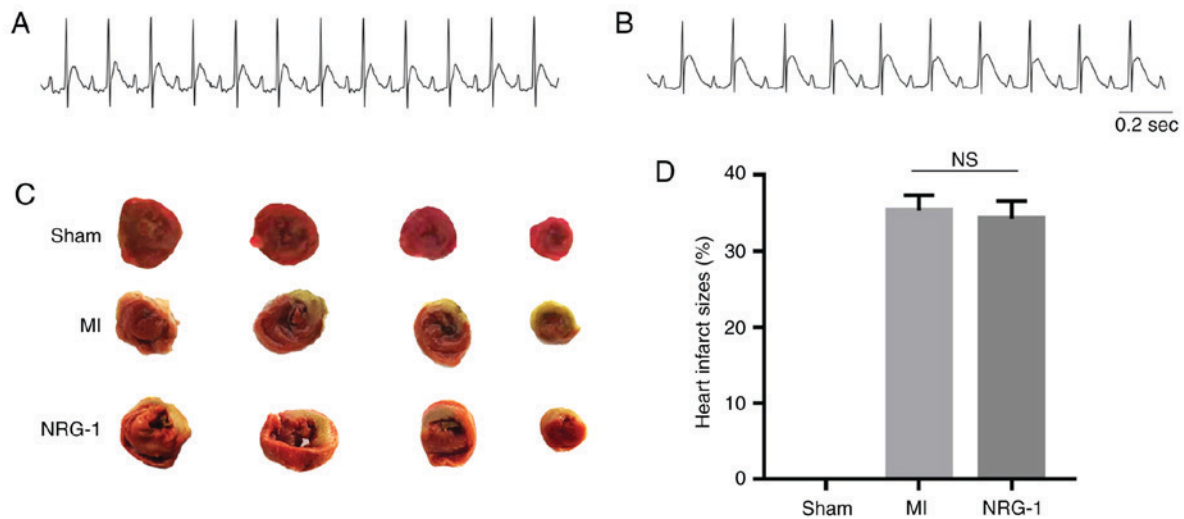 A
B
0.2 sec
C
Sham
MI
NRG-1
D
NS
40
30
20
10
0
Heart infarct sizes (%)
Sham MI NRG-1